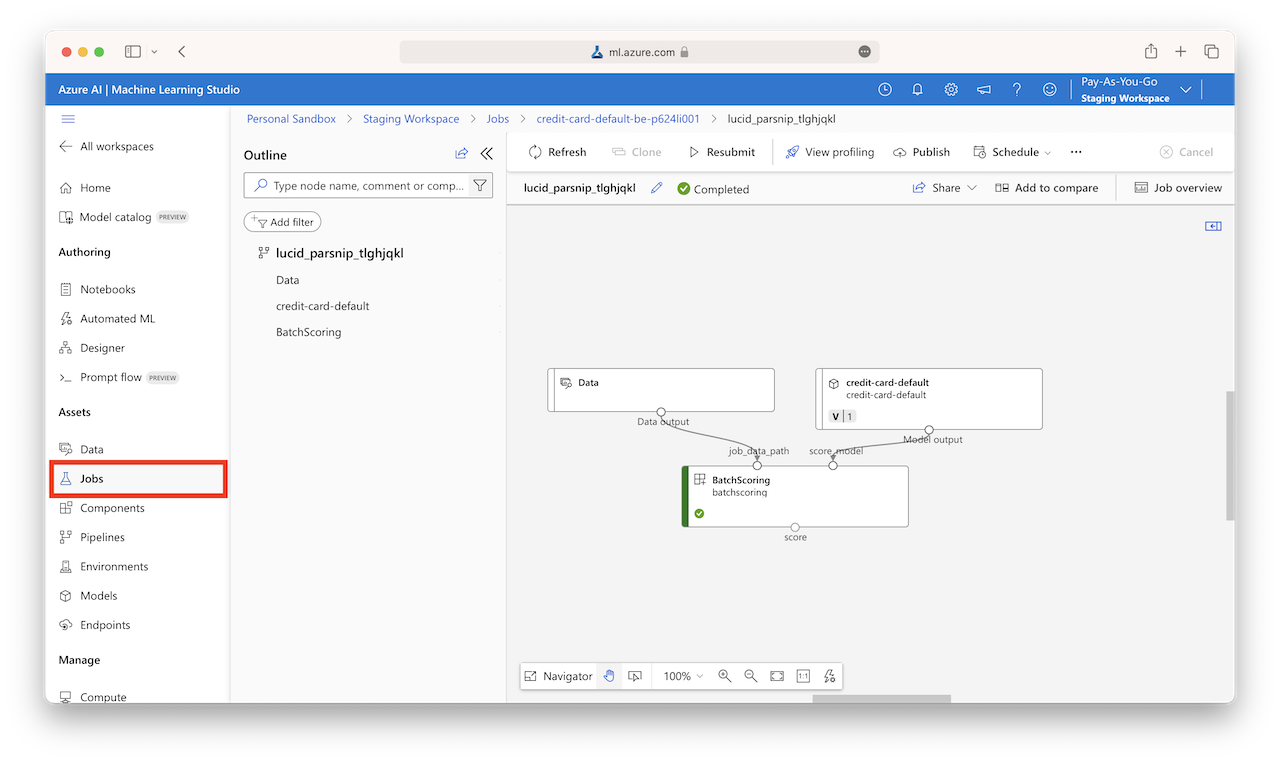 ml.azure.com
Azure AI | Machine Learning Studio
Pay-As-You-Go
Staging Workspace
All workspaces
Home
Model catalog PREVIEW
Authoring
Notebooks
Automated ML
Designer
Prompt flow PREVIEW
Assets
Data
Jobs
Components
Pipelines
Environments
Models
Endpoints
Manage
Compute
Personal Sandbox > Staging Workspace > Jobs > credit-card-default-be-p624li001 > lucid_parsnip_tlghjqkl
Outline
Type node name, comment or comp...
Add filter
lucid_parsnip_tlghjqkl
Data
credit-card-default
BatchScoring
Refresh Clone Resubmit View profiling Publish Schedule ... Cancel
lucid_parsnip_tlghjqkl Completed Share Add to compare Job overview
Data
Data output
credit-card-default
credit-card-default
V | 1
Model output
job_data_path score_model
BatchScoring
batchscoring
score
Navigator 100% 1:1